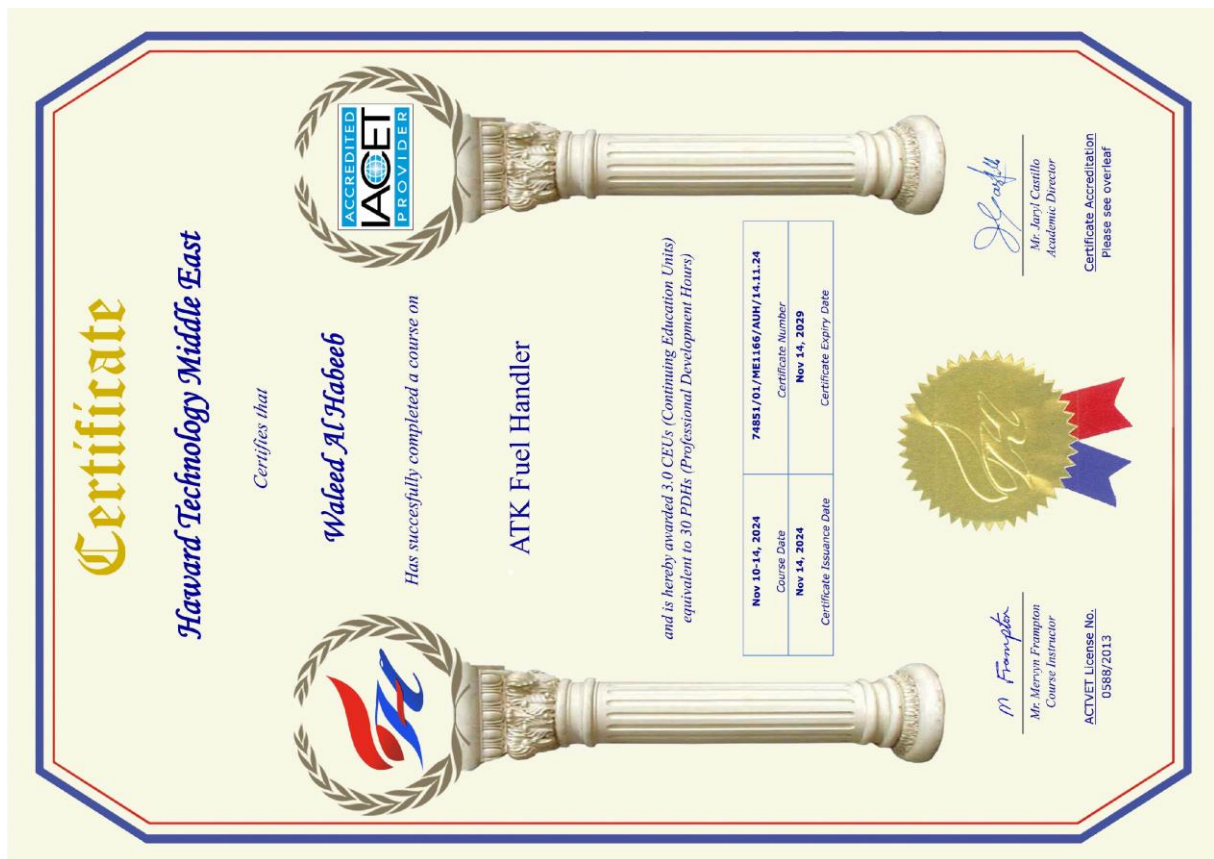 Certificate
Haward Technology Middle East
Certifies that
Waleed Al Habeeb
Has succesfully completed a course on
ATK Fuel Handler
and is hereby awarded 3.0 CEUs (Continuing Education Units)
equivalent to 30 PDHs (Professional Development Hours)
ACCREDITED
IACET
PROVIDER
Nov 10-14, 2024
Course Date
74851/01/ME1166/AUH/14.11.24
Certificate Number
Nov 14, 2024
Certificate Issuance Date
Nov 14, 2029
Certificate Expiry Date
M Frampton
Mr. Mervyn Frampton
Course Instructor
Mr. Jaryl Castillo
Academic Director
ACTVET License No.
0588/2013
Certificate Accreditation
Please see overleaf